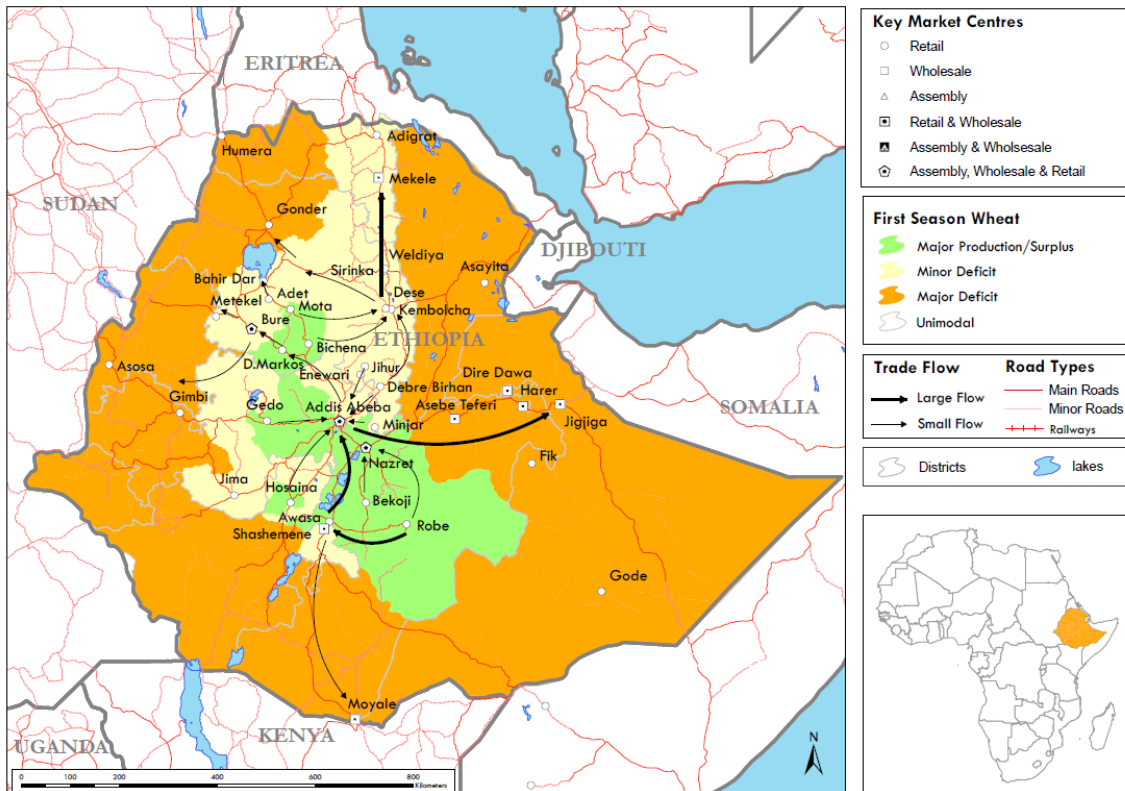 ERITREA
SUDAN
DJIBOUTI
ETHIOPIA
SOMALIA
UGANDA
KENYA
Adigrat
Humera
Mekele
Gonder
Weldiya
Sirinka
Asayita
Bahir Dar
Adet
Dese
Metekel
Mota
Kembolcha
Bure
Bichena
D.Markos
Enewari
Jihur
Dire Dawa
Asosa
Debre Birhan
Harer
Gimbi
Gedo
Addis Abeba
Asebe Teferi
Minjar
Jigjiga
Nazret
Fik
Jima
Hosaina
Bekoji
Awasa
Robe
Shashemene
Gode
Moyale
N
0 100 200 400 600 800
Kilometers
Key Market Centres
Retail
Wholesale
Assembly
Retail & Wholesale
Assembly & Wholsesale
Assembly, Wholesale & Retail
First Season Wheat
Major Production/Surplus
Minor Deficit
Major Deficit
Unimodal
Trade Flow
Large Flow
Small Flow
Road Types
Main Roads
Minor Roads
Railways
Districts
lakes